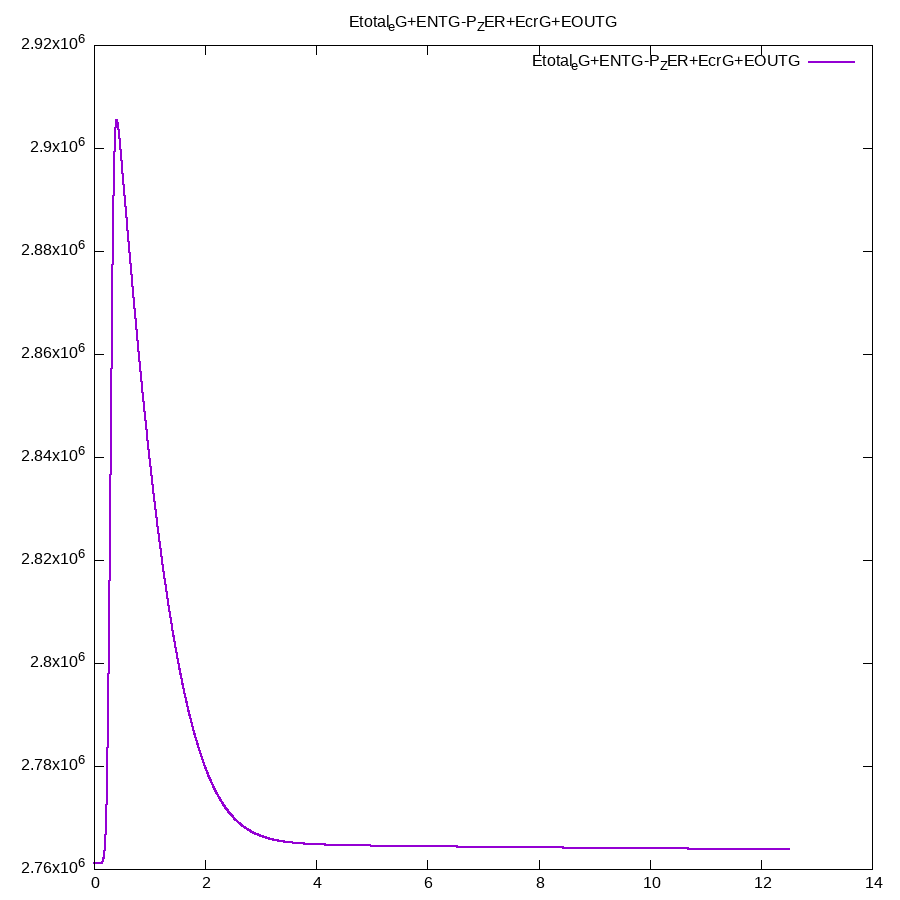 Etotal_eG+ENTG-P_ZER+EcrG+EOUTG
Etotal_eG+ENTG-P_ZER+EcrG+EOUTG
2.92x10^6
2.9x10^6
2.88x10^6
2.86x10^6
2.84x10^6
2.82x10^6
2.8x10^6
2.78x10^6
2.76x10^6
0 2 4 6 8 10 12 14